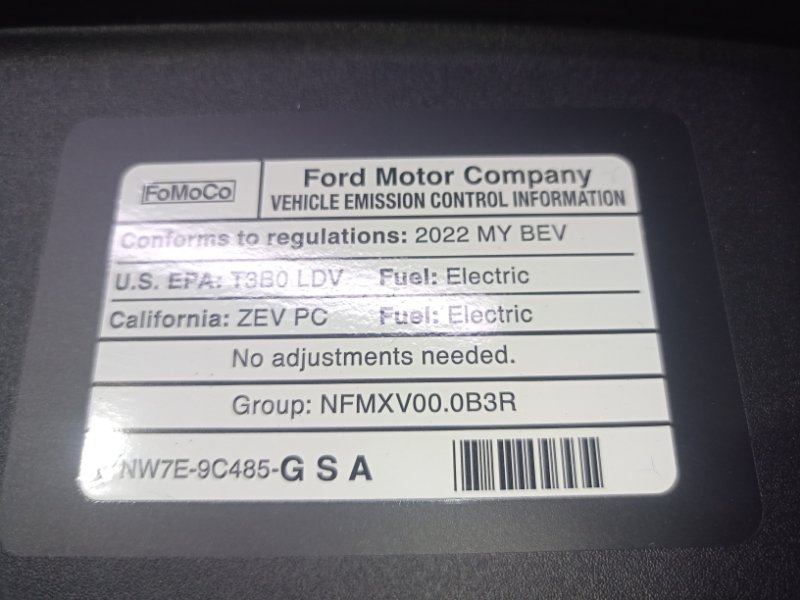 FoMoCo
Ford Motor Company
VEHICLE EMISSION CONTROL INFORMATION
Conforms to regulations: 2022 MY BEV
U.S. EPA: T3B0 LDV Fuel: Electric
California: ZEV PC Fuel: Electric
No adjustments needed.
Group: NFMXV00.0B3R
NW7E-9C485-G S A